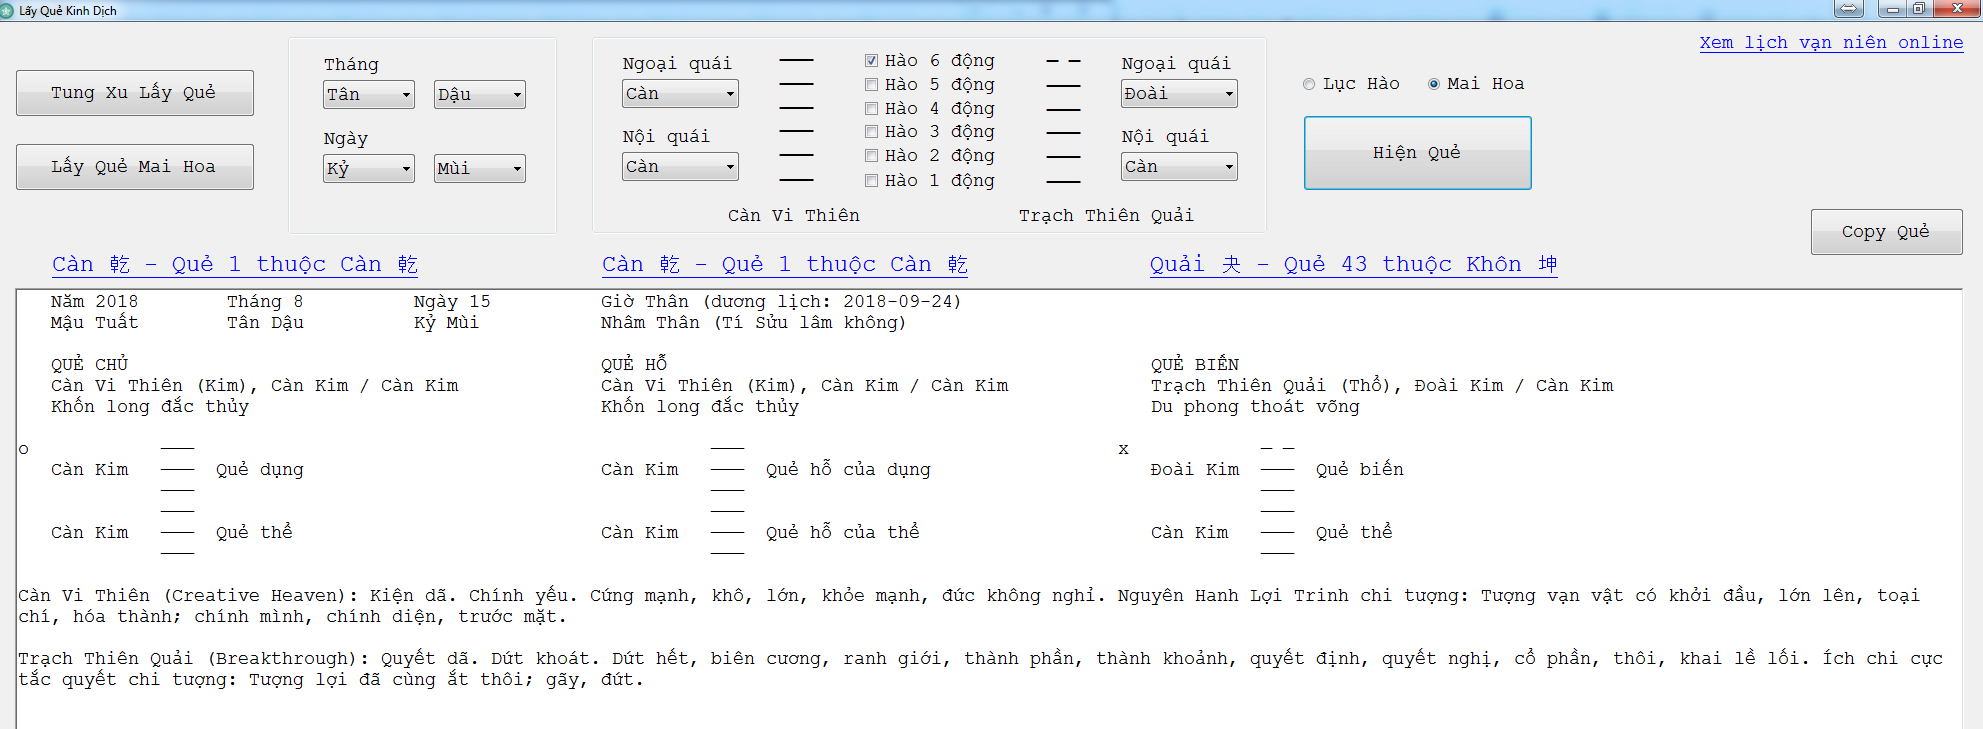 Lấy Quẻ Kinh Dịch
Xem lịch vạn niên online
Tung Xu Lấy Quẻ
Lấy Quẻ Mai Hoa
Tháng
Tân Dậu
Ngày
Kỷ Mùi
Ngoại quái
Càn
Nội quái
Càn
Hào 6 động
Hào 5 động
Hào 4 động
Hào 3 động
Hào 2 động
Hào 1 động
Ngoại quái
Đoài
Nội quái
Càn
Càn Vi Thiên Trạch Thiên Quải
Lục Hào Mai Hoa
Hiện Quẻ
Copy Quẻ
Càn 乾 - Quẻ 1 thuộc Càn 乾 Càn 乾 - Quẻ 1 thuộc Càn 乾 Quải 夬 - Quẻ 43 thuộc Khôn 坤
Năm 2018 Tháng 8 Ngày 15 Giờ Thân (dương lịch: 2018-09-24)
Mậu Tuất Tân Dậu Kỷ Mùi Nhâm Thân (Tí Sửu lâm không)
QUẺ CHỦ QUẺ HỖ QUẺ BIẾN
Càn Vi Thiên (Kim), Càn Kim / Càn Kim Càn Vi Thiên (Kim), Càn Kim / Càn Kim Trạch Thiên Quải (Thổ), Đoài Kim / Càn Kim
Khốn long đắc thủy Khốn long đắc thủy Du phong thoát võng
o x
Càn Kim Quẻ dụng Càn Kim Quẻ hỗ của dụng Đoài Kim Quẻ biến
Càn Kim Quẻ thể Càn Kim Quẻ hỗ của thể Càn Kim Quẻ thể
Càn Vi Thiên (Creative Heaven): Kiện dã. Chính yếu. Cứng mạnh, khô, lớn, khỏe mạnh, đức không nghỉ. Nguyên Hanh Lợi Trinh chi tượng: Tượng vạn vật có khởi đầu, lớn lên, toại
chí, hóa thành; chính mình, chính diện, trước mặt.
Trạch Thiên Quải (Breakthrough): Quyết dã. Dứt khoát. Dứt hết, biên cương, ranh giới, thành phần, thành khoảnh, quyết định, quyết nghị, cổ phần, thôi, khai lề lối. Ích chi cực
tắc quyết chi tượng: Tượng lợi đã cùng ắt thôi; gãy, đứt.